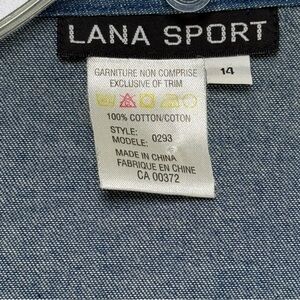 LANA SPORT
14
GARNITURE NON COMPRISE
EXCLUSIVE OF TRIM
100% COTTON/COTON
STYLE:
MODELE: 0293
MADE IN CHINA
FABRIQUE EN CHINE
CA 00372